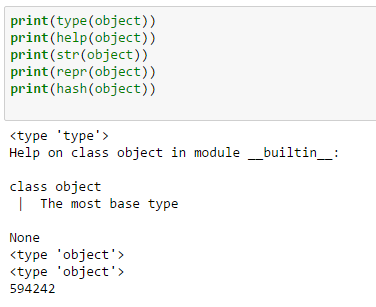 print(type(object))
print(help(object))
print(str(object))
print(repr(object))
print(hash(object))
<type 'type'>
Help on class object in module __builtin__:
class object
 |  The most base type
None
<type 'object'>
<type 'object'>
594242